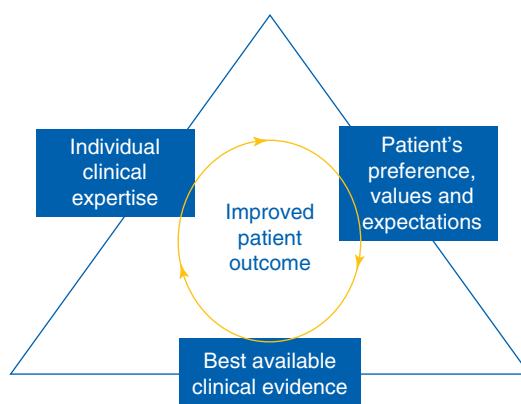 Individual
clinical
expertise
Patient's
preference,
values and
expectations
Improved
patient
outcome
Best available
clinical evidence